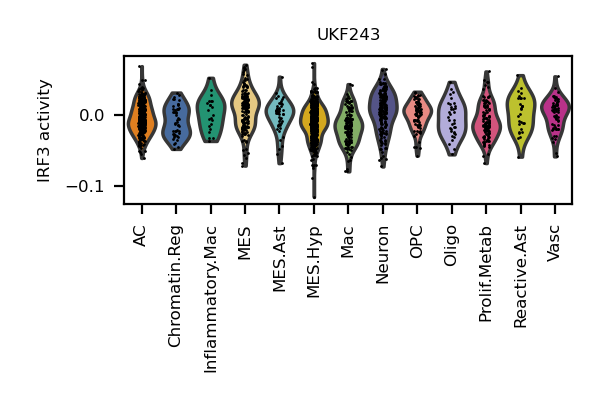 UKF243
IRF3 activity
0.0
−0.1
AC
Chromatin.Reg
Inflammatory.Mac
MES
MES.Ast
MES.Hyp
Mac
Neuron
OPC
Oligo
Prolif.Metab
Reactive.Ast
Vasc